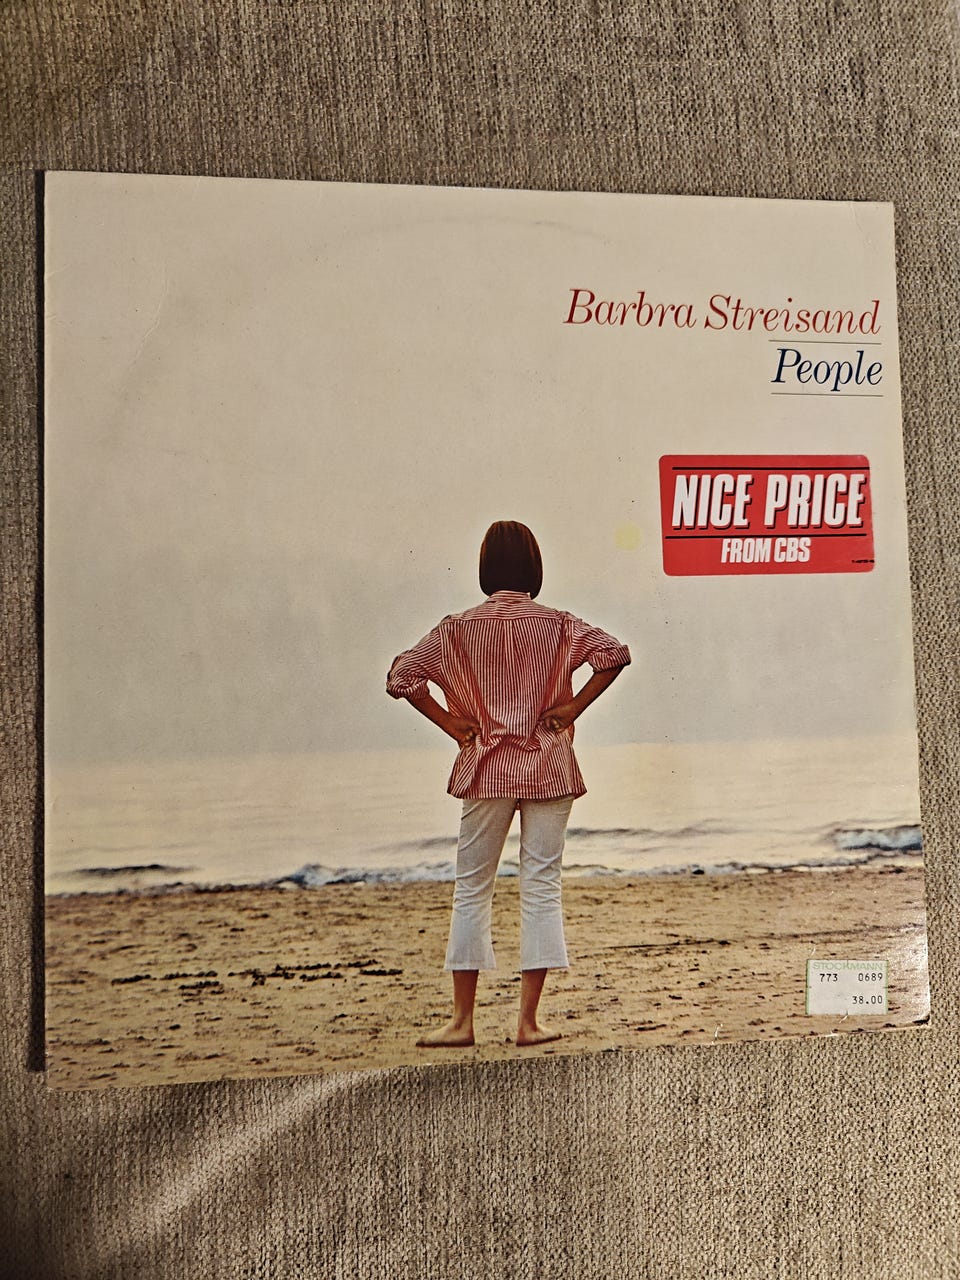 Barbra Streisand
People
NICE PRICE
FROM CBS
STOCKMANN
773 0689
38.00